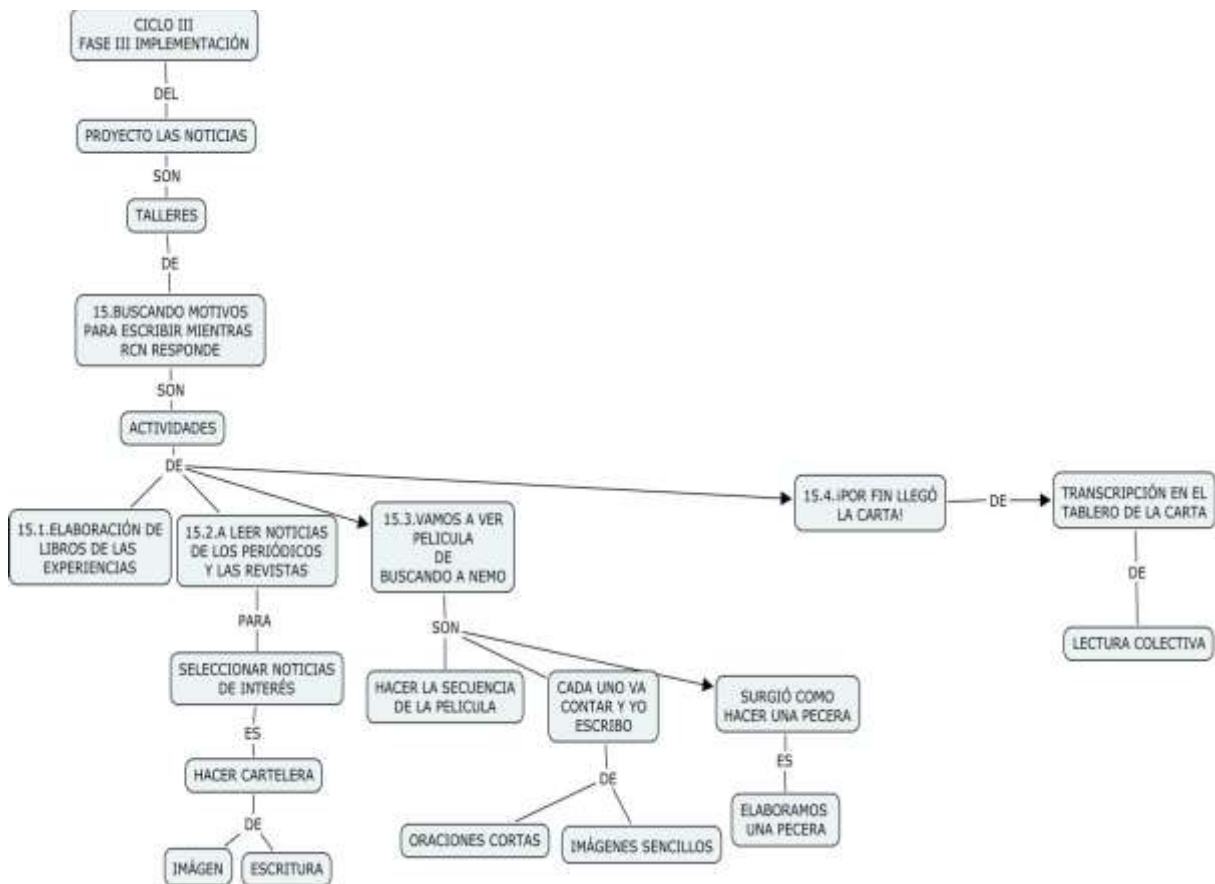 CICLO III
FASE III IMPLEMENTACIÓN
DEL
PROYECTO LAS NOTICIAS
SON
TALLERES
DE
15.BUSCANDO MOTIVOS
PARA ESCRIBIR MIENTRAS
RCN RESPONDE
SON
ACTIVIDADES
DE
15.1.ELABORACIÓN DE
LIBROS DE LAS
EXPERIENCIAS
15.2.A LEER NOTICIAS
DE LOS PERIÓDICOS
Y LAS REVISTAS
PARA
SELECCIONAR NOTICIAS
DE INTERÉS
ES
HACER CARTELERA
DE
IMÁGEN
ESCRITURA
15.3.VAMOS A VER
PELICULA
DE
BUSCANDO A NEMO
SON
HACER LA SECUENCIA
DE LA PELICULA
CADA UNO VA
CONTAR Y YO
ESCRIBO
DE
ORACIONES CORTAS
IMÁGENES SENCILLOS
SURGIÓ COMO
HACER UNA PECERA
ES
ELABORAMOS
UNA PECERA
15.4.¡POR FIN LLEGÓ
LA CARTA!
DE
TRANSCRIPCIÓN EN EL
TABLERO DE LA CARTA
DE
LECTURA COLECTIVA